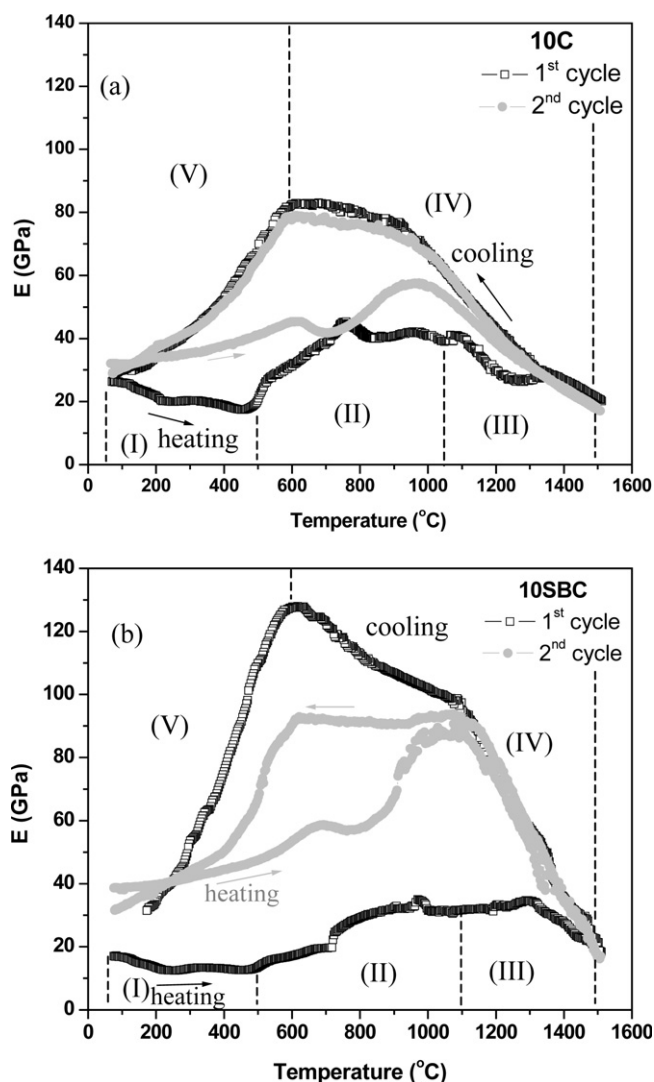 140
120
100
80
60
40
20
0
E (GPa)
(a)
10C
1st cycle
2nd cycle
(V)
(IV)
cooling
(II)
(I)
heating
(III)
0 200 400 600 800 1000 1200 1400 1600
Temperature (°C)
140
120
100
80
60
40
20
0
E (GPa)
(b)
10SBC
1st cycle
2nd cycle
cooling
(V)
(IV)
heating
(II)
(III)
(I) heating
0 200 400 600 800 1000 1200 1400 1600
Temperature (°C)